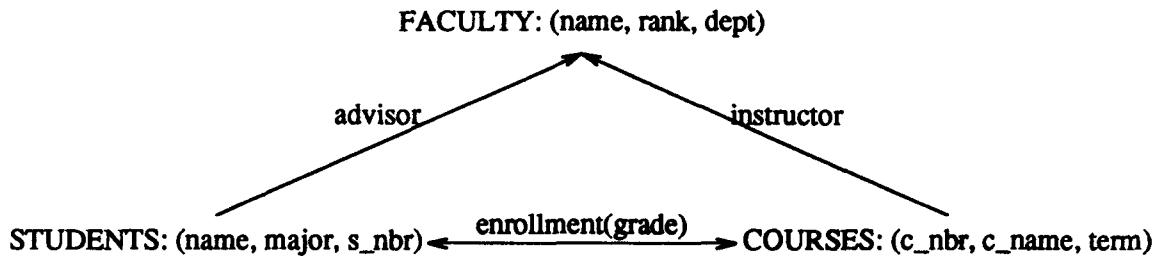 FACULTY: (name, rank, dept)
advisor
instructor
enrollment(grade)
STUDENTS: (name, major, s_nbr)
COURSES: (c_nbr, c_name, term)